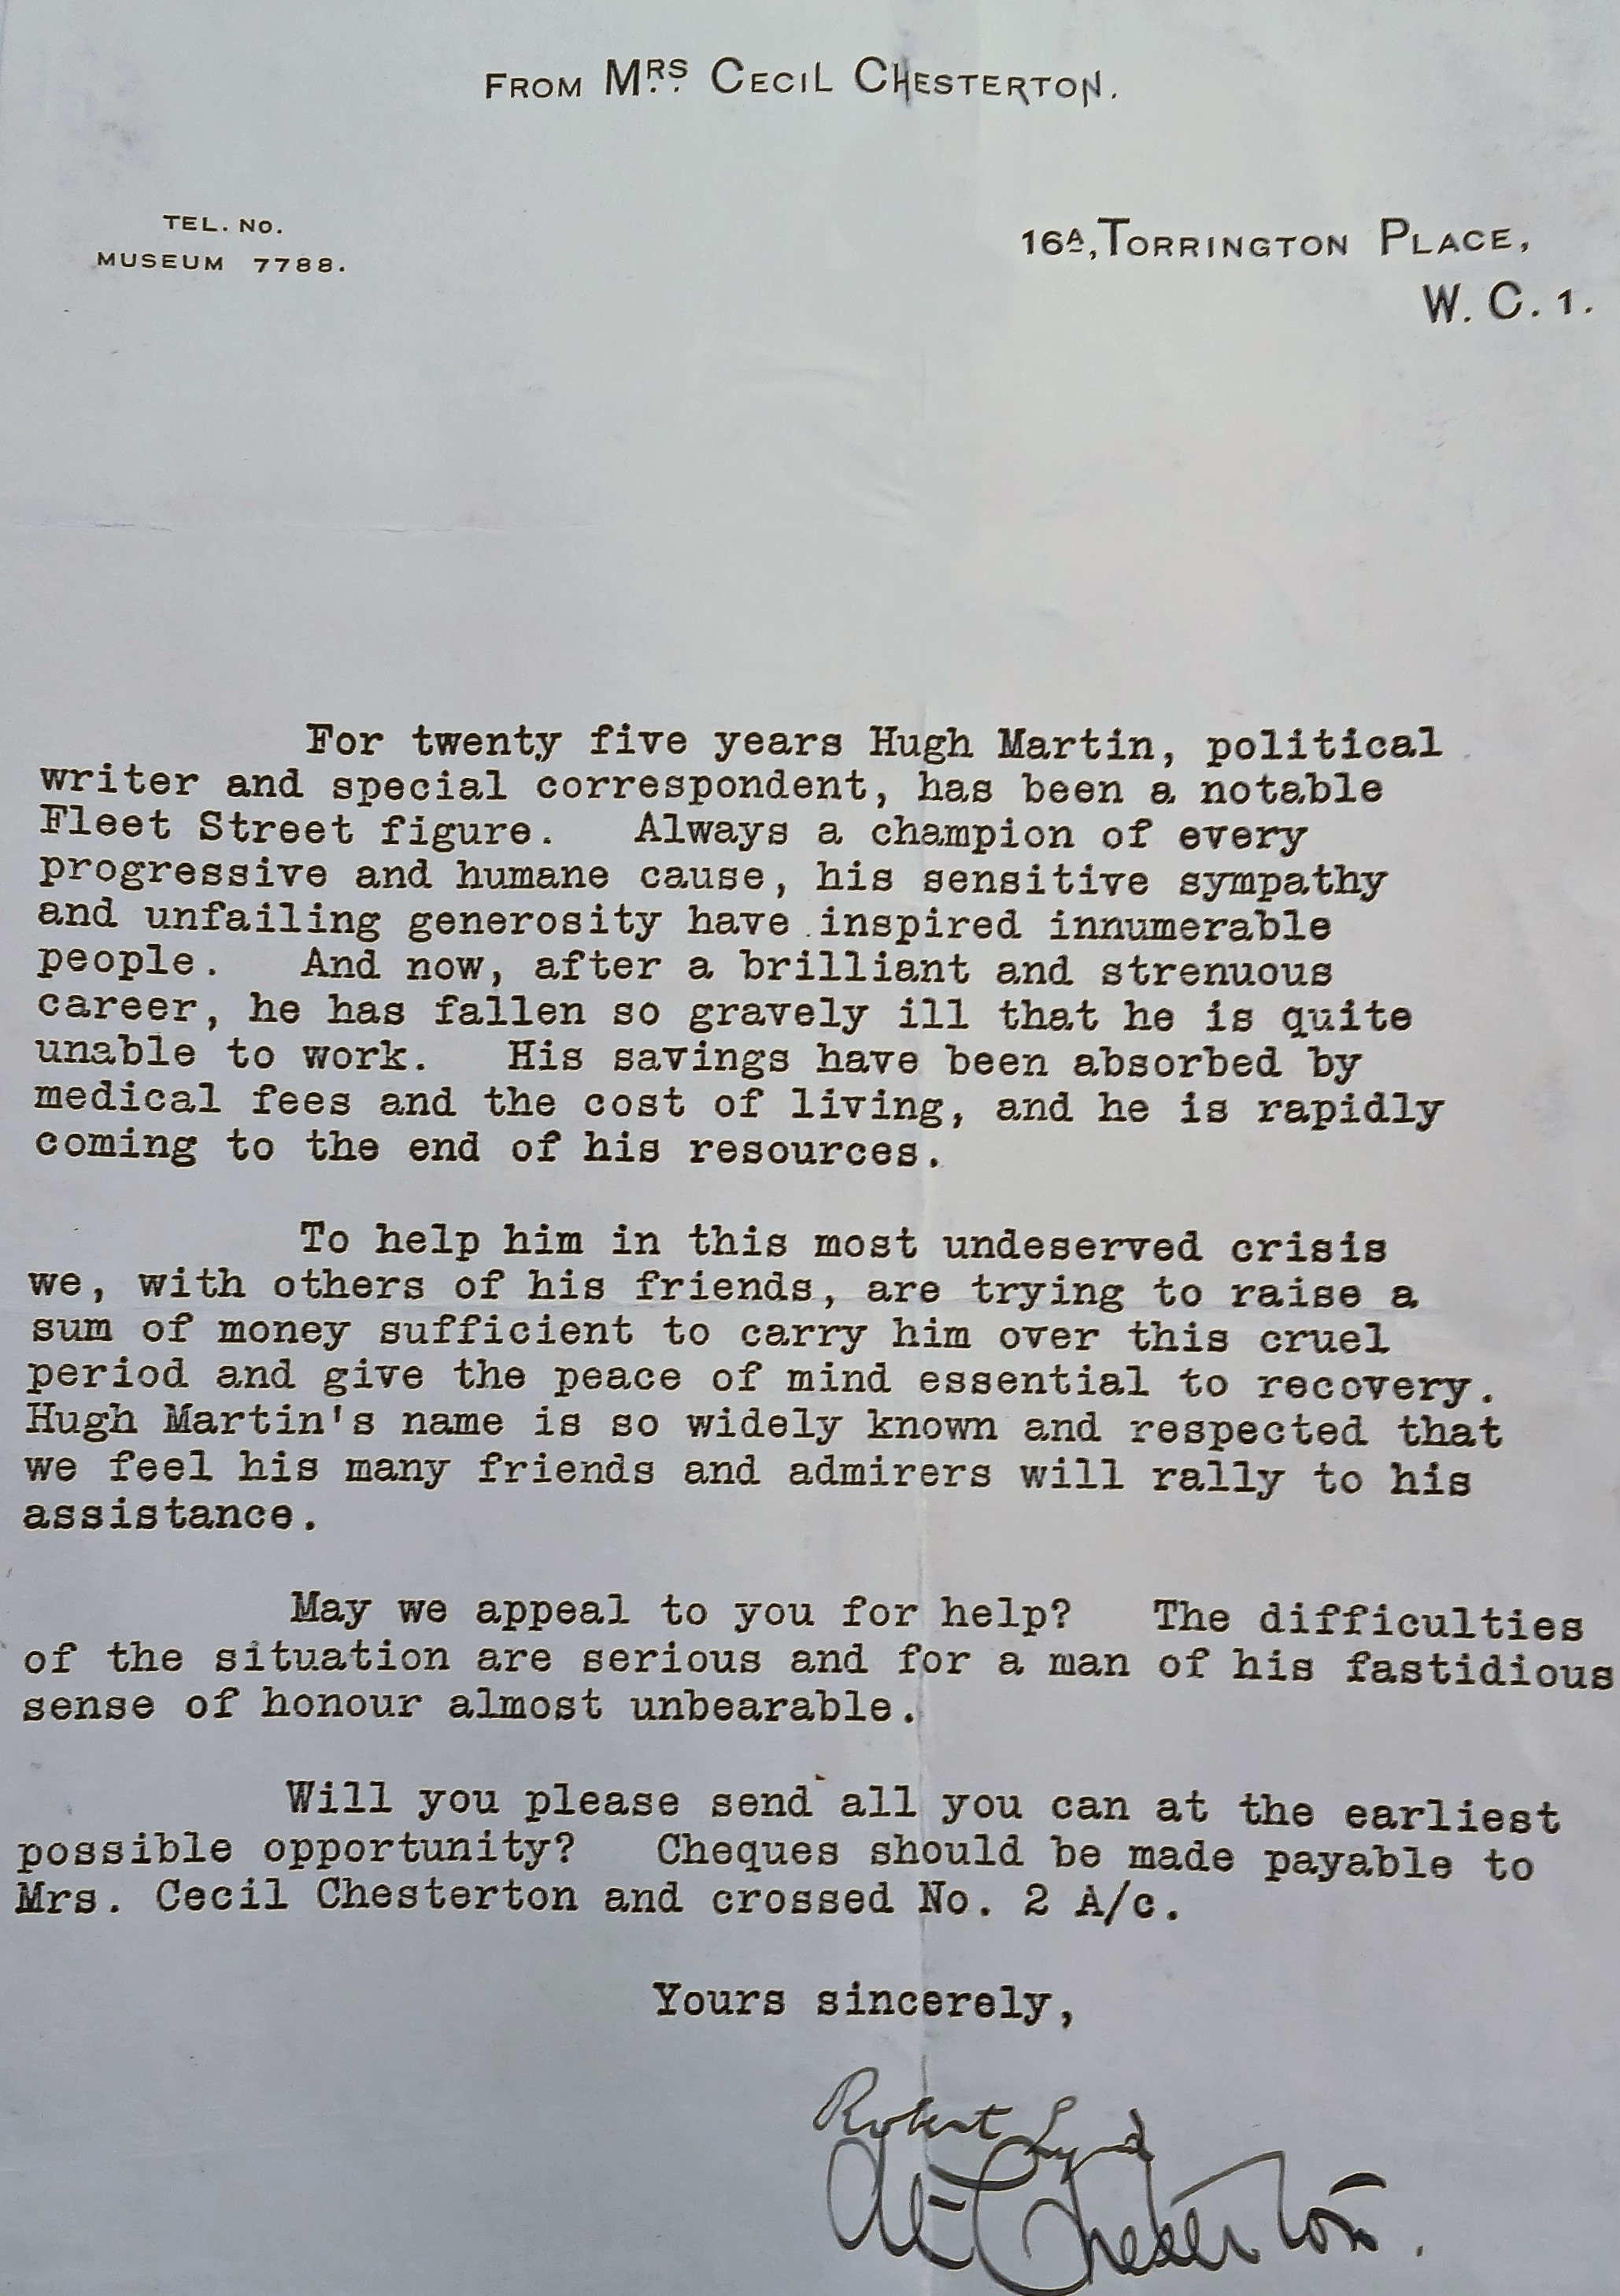 FROM MRS CECIL CHESTERTON.
TEL. NO.
MUSEUM 7788.
16A, TORRINGTON PLACE,
W. C. 1.
For twenty five years Hugh Martin, political
writer and special correspondent, has been a notable
Fleet Street figure. Always a champion of every
progressive and humane cause, his sensitive sympathy
and unfailing generosity have inspired innumerable
people. And now, after a brilliant and strenuous
career, he has fallen so gravely ill that he is quite
unable to work. His savings have been absorbed by
medical fees and the cost of living, and he is rapidly
coming to the end of his resources.
To help him in this most undeserved crisis
we, with others of his friends, are trying to raise a
sum of money sufficient to carry him over this cruel
period and give the peace of mind essential to recovery.
Hugh Martin's name is so widely known and respected that
we feel his many friends and admirers will rally to his
assistance.
May we appeal to you for help? The difficulties
of the situation are serious and for a man of his fastidious
sense of honour almost unbearable.
Will you please send all you can at the earliest
possible opportunity? Cheques should be made payable to
Mrs. Cecil Chesterton and crossed No. 2 A/c.
Yours sincerely,
Robert Lynd
Chesterton.